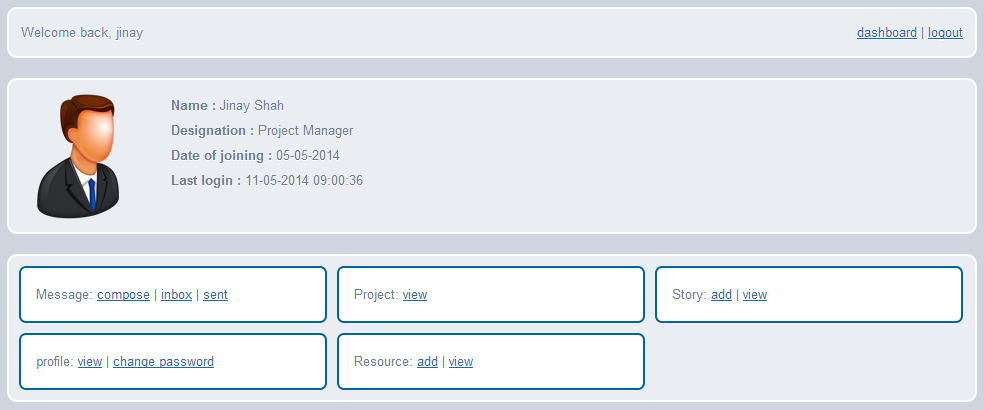 Welcome back, jinay dashboard | logout
Name : Jinay Shah
Designation : Project Manager
Date of joining : 05-05-2014
Last login : 11-05-2014 09:00:36
Message: compose | inbox | sent
Project: view
Story: add | view
profile: view | change password
Resource: add | view